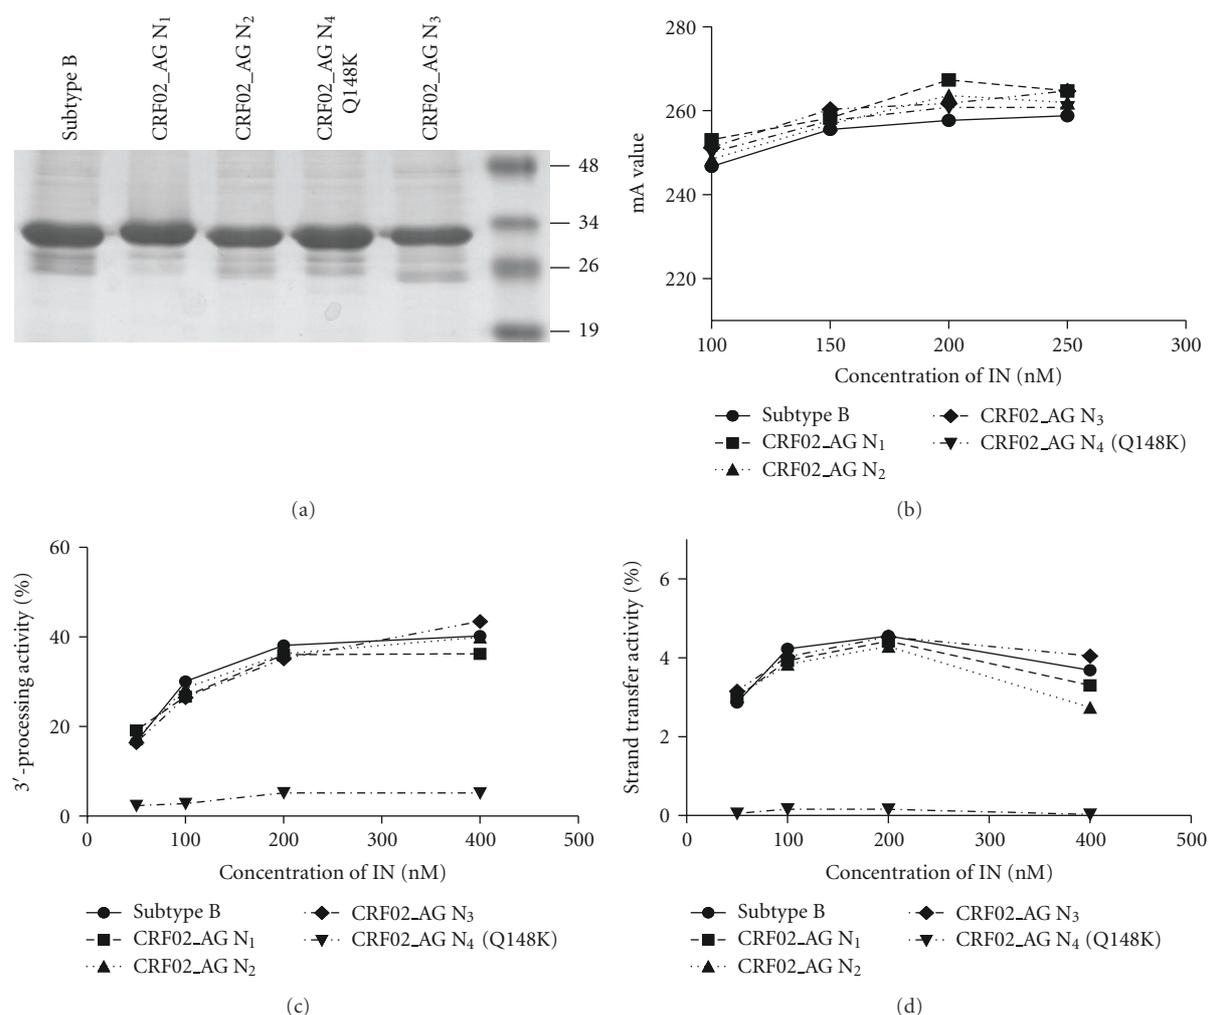 Subtype B
CRF02_AG N1
CRF02_AG N2
CRF02_AG N4
Q148K
CRF02_AG N3
48
34
26
19
(a)
280
260
240
220
mA value
100 150 200 250 300
Concentration of IN (nM)
Subtype B
CRF02_AG N1
CRF02_AG N2
CRF02_AG N3
CRF02_AG N4 (Q148K)
(b)
60
40
20
0
3′-processing activity (%)
0 100 200 300 400 500
Concentration of IN (nM)
Subtype B
CRF02_AG N1
CRF02_AG N2
CRF02_AG N3
CRF02_AG N4 (Q148K)
(c)
6
4
2
0
Strand transfer activity (%)
0 100 200 300 400 500
Concentration of IN (nM)
Subtype B
CRF02_AG N1
CRF02_AG N2
CRF02_AG N3
CRF02_AG N4 (Q148K)
(d)